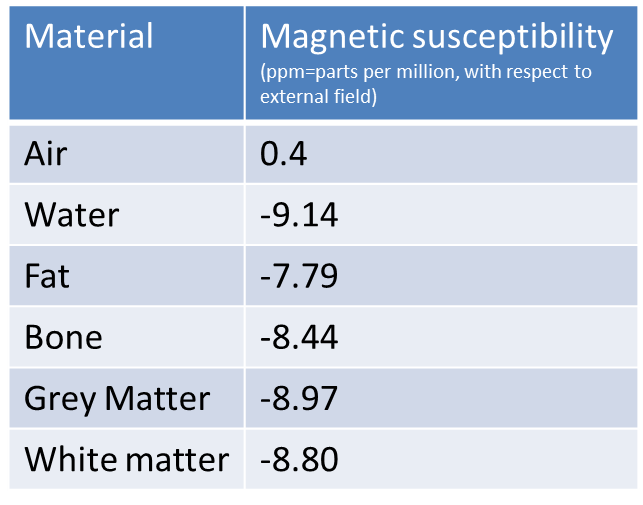 Material Magnetic susceptibility
(ppm=parts per million, with respect to
external field)
Air 0.4
Water -9.14
Fat -7.79
Bone -8.44
Grey Matter -8.97
White matter -8.80